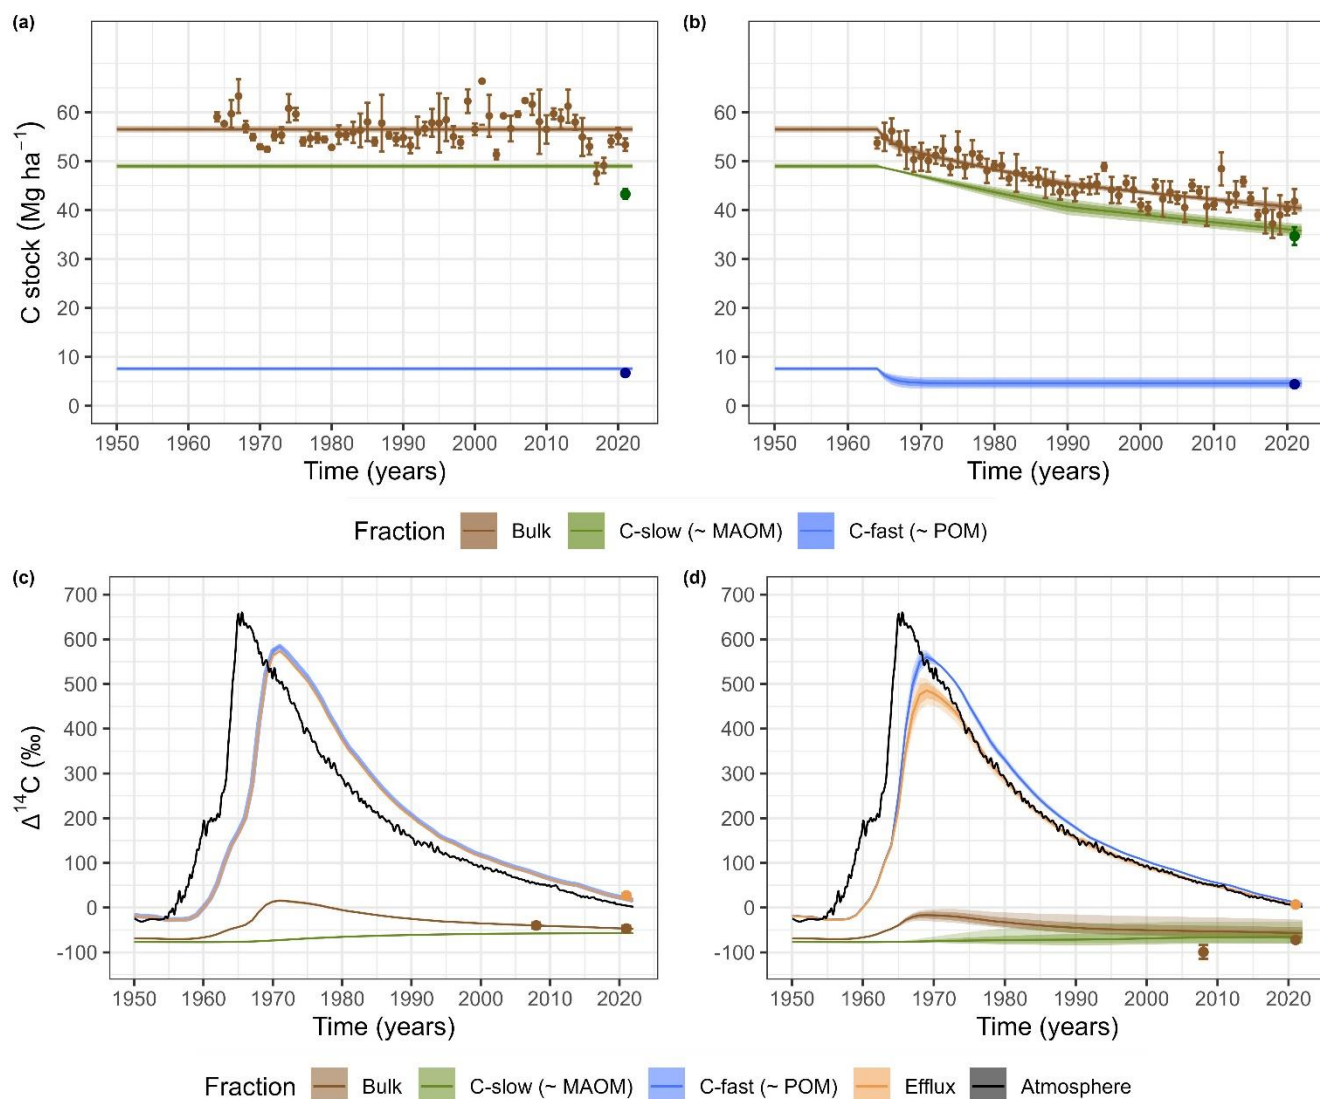 (a)
(b)
C stock (Mg ha⁻¹)
60
50
40
30
20
10
0
60
50
40
30
20
10
0
1950 1960 1970 1980 1990 2000 2010 2020
1950 1960 1970 1980 1990 2000 2010 2020
Time (years)
Time (years)
Fraction Bulk C-slow (~ MAOM) C-fast (~ POM)
(c)
(d)
Δ¹⁴C (‰)
700
600
500
400
300
200
100
0
-100
700
600
500
400
300
200
100
0
-100
1950 1960 1970 1980 1990 2000 2010 2020
1950 1960 1970 1980 1990 2000 2010 2020
Time (years)
Time (years)
Fraction Bulk C-slow (~ MAOM) C-fast (~ POM) Efflux Atmosphere